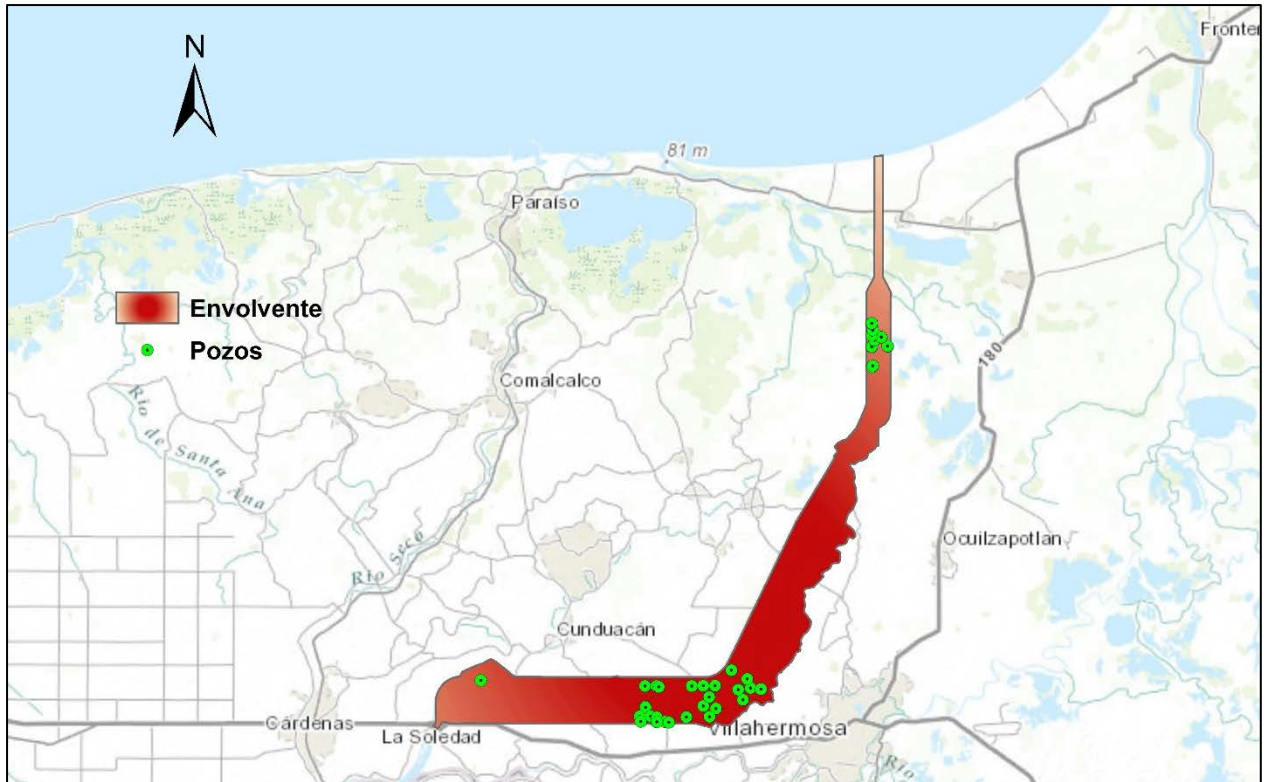 Fronter
N
81 m
Paraíso
Envolvente
Pozos
180
Comalcalco
Río de Santa Ana
Ocuilzapotlán
Río Seco
Cunduacán
Cárdenas
La Soledad
Villahermosa
Río